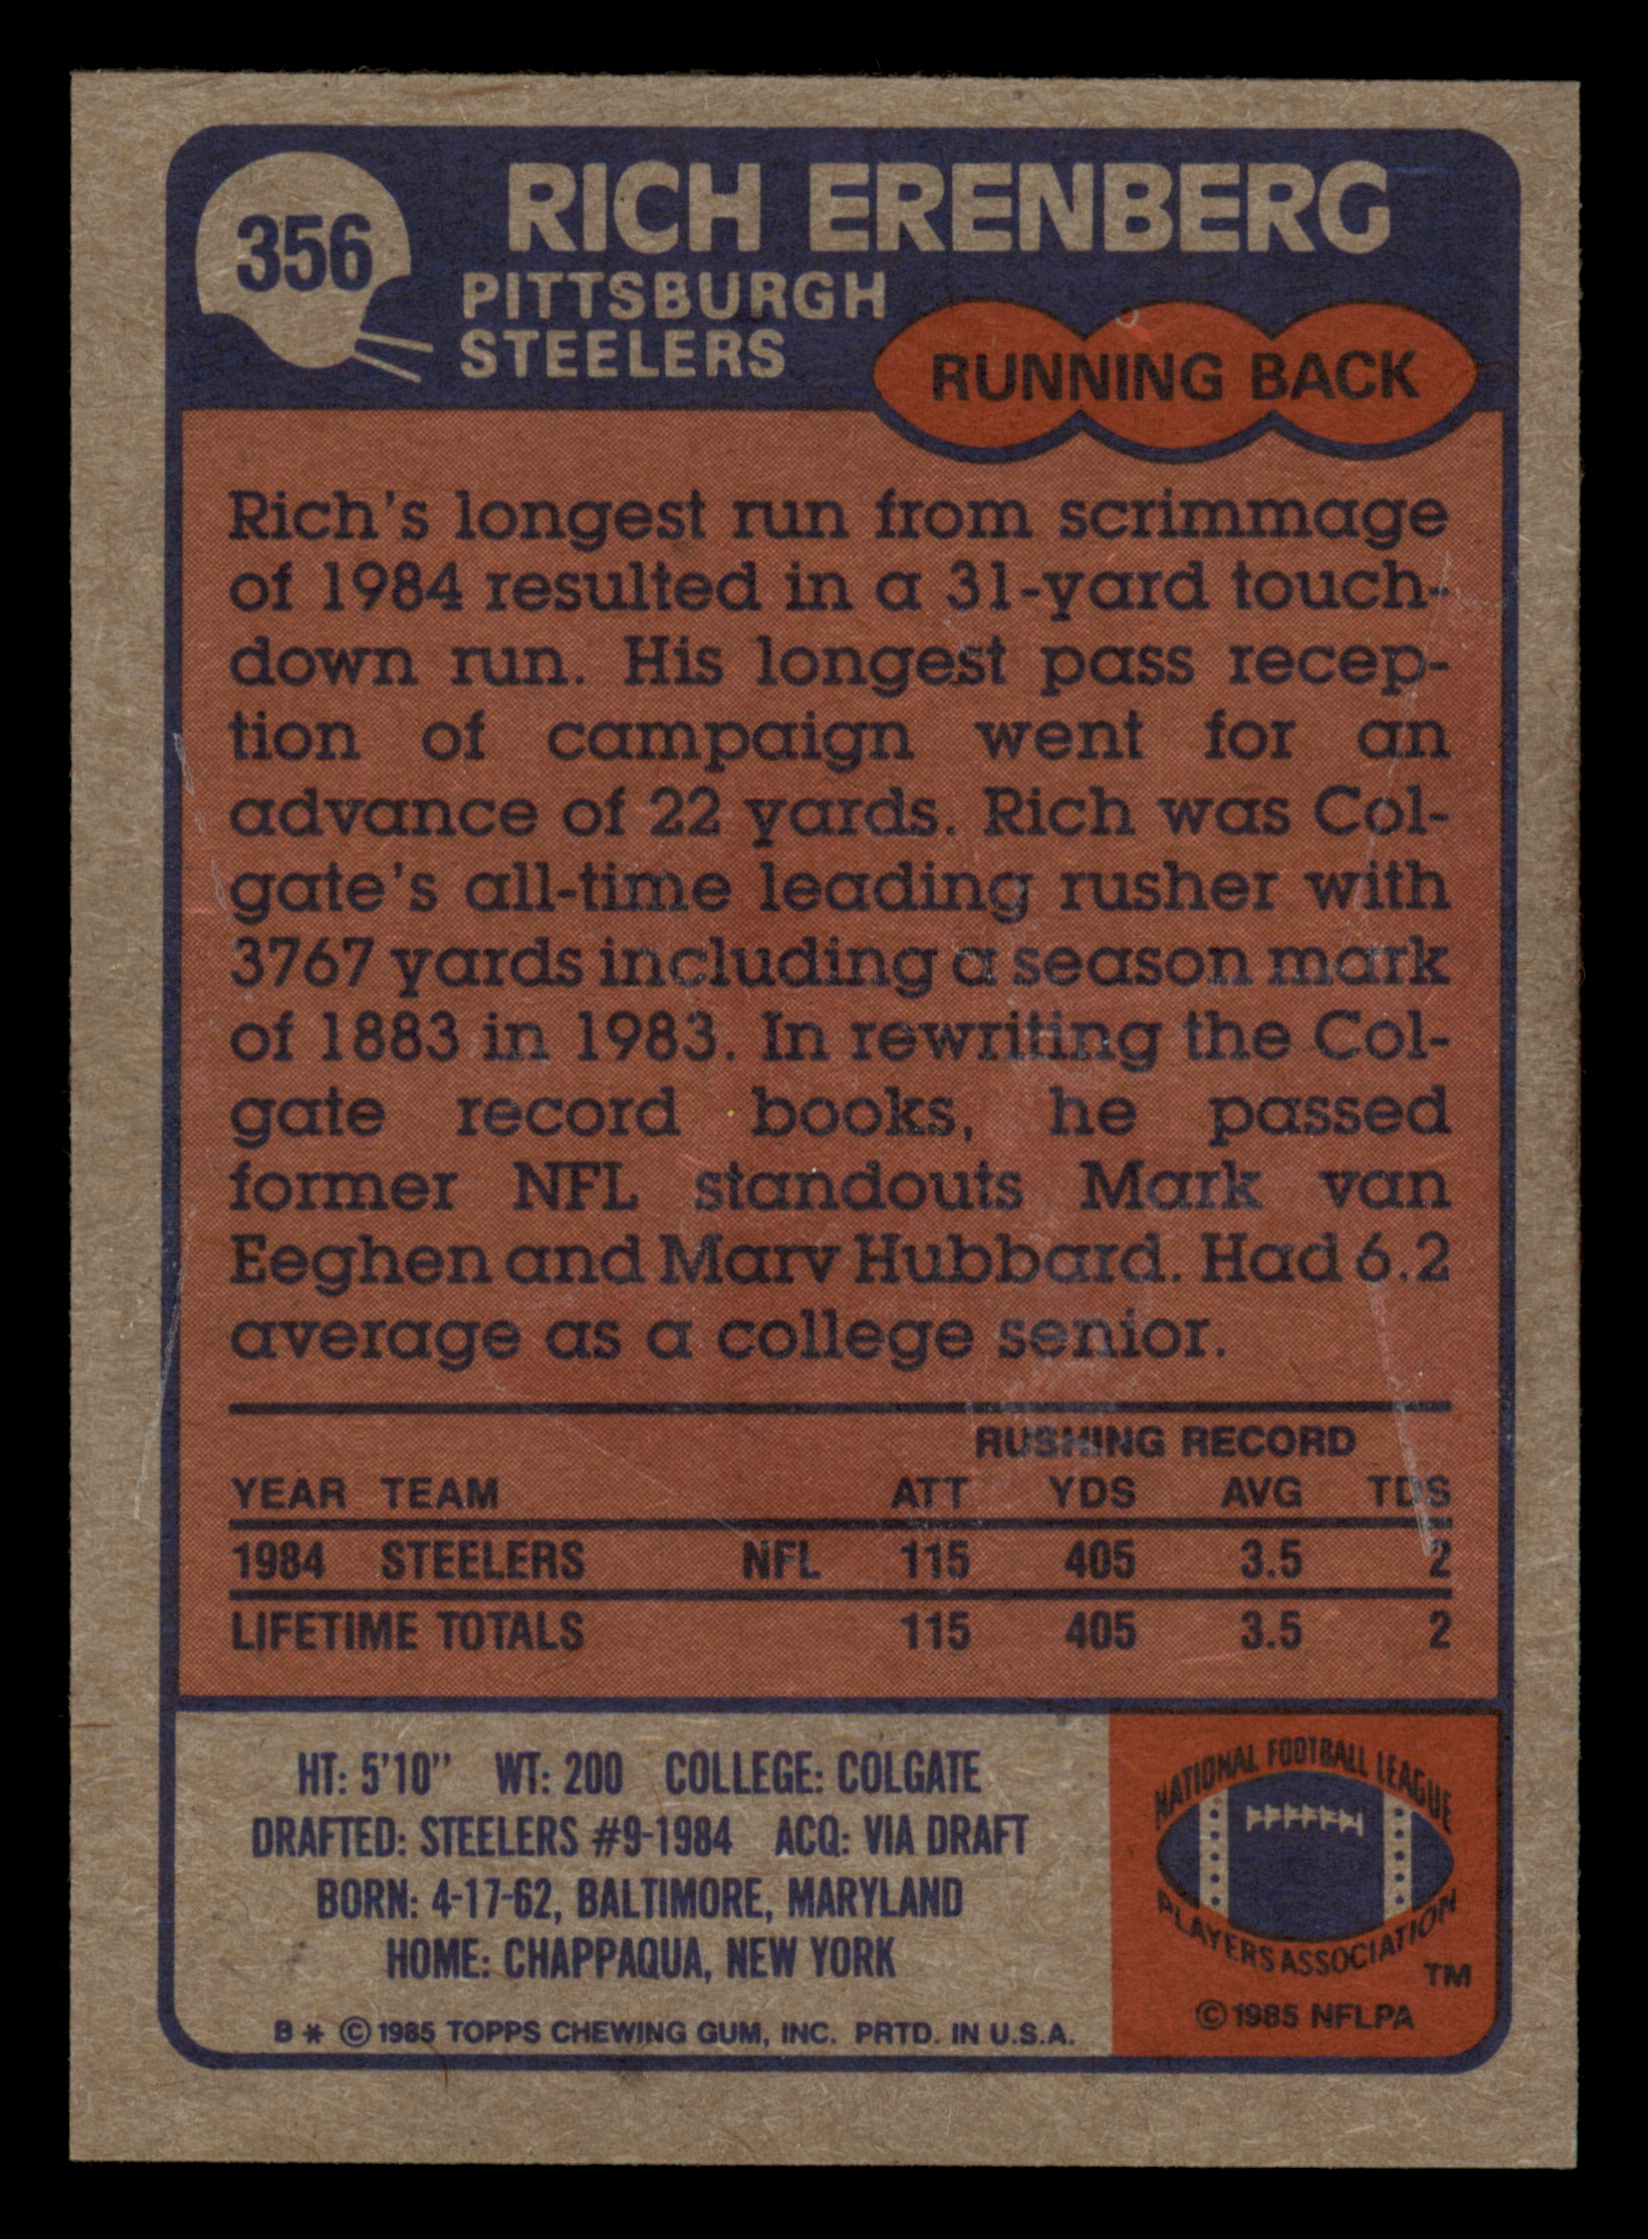 356
RICH ERENBERG
PITTSBURGH
STEELERS
RUNNING BACK
Rich's longest run from scrimmage
of 1984 resulted in a 31-yard touch-
down run. His longest pass recep-
tion of campaign went for an
advance of 22 yards. Rich was Col-
gate's all-time leading rusher with
3767 yards including a season mark
of 1883 in 1983. In rewriting the Col-
gate record books, he passed
former NFL standouts Mark van
Eeghen and Marv Hubbard. Had 6.2
average as a college senior.
RUSHING RECORD
YEAR TEAM ATT YDS AVG TDS
1984 STEELERS NFL 115 405 3.5 2
LIFETIME TOTALS 115 405 3.5 2
HT: 5'10" WT: 200 COLLEGE: COLGATE
DRAFTED: STEELERS #9-1984 ACQ: VIA DRAFT
BORN: 4-17-62, BALTIMORE, MARYLAND
HOME: CHAPPAQUA, NEW YORK
B * © 1985 TOPPS CHEWING GUM, INC. PRTD. IN U.S.A.
NATIONAL FOOTBALL LEAGUE
PLAYERS ASSOCIATION
TM
© 1985 NFLPA